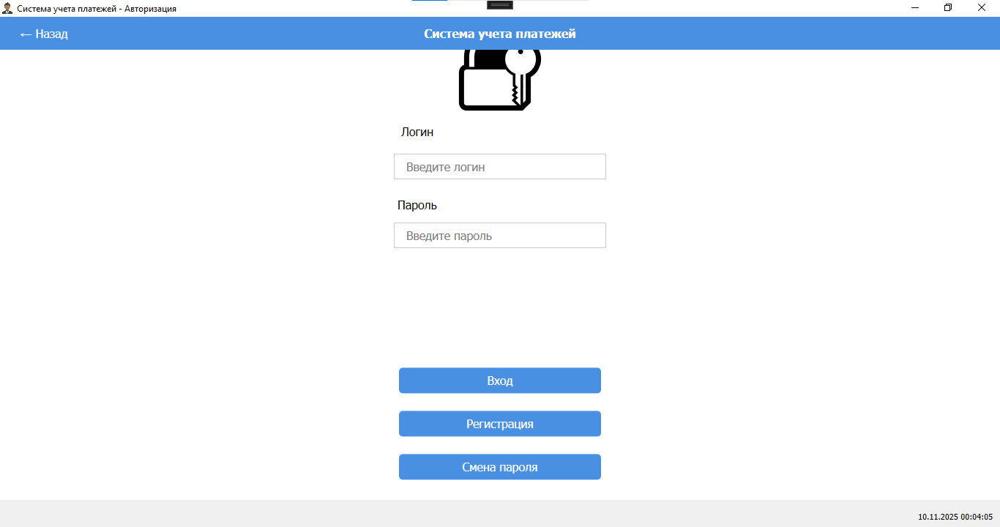 Система учета платежей - Авторизация
← Назад
Система учета платежей
Логин
Введите логин
Пароль
Введите пароль
Вход
Регистрация
Смена пароля
10.11.2025 00:04:05